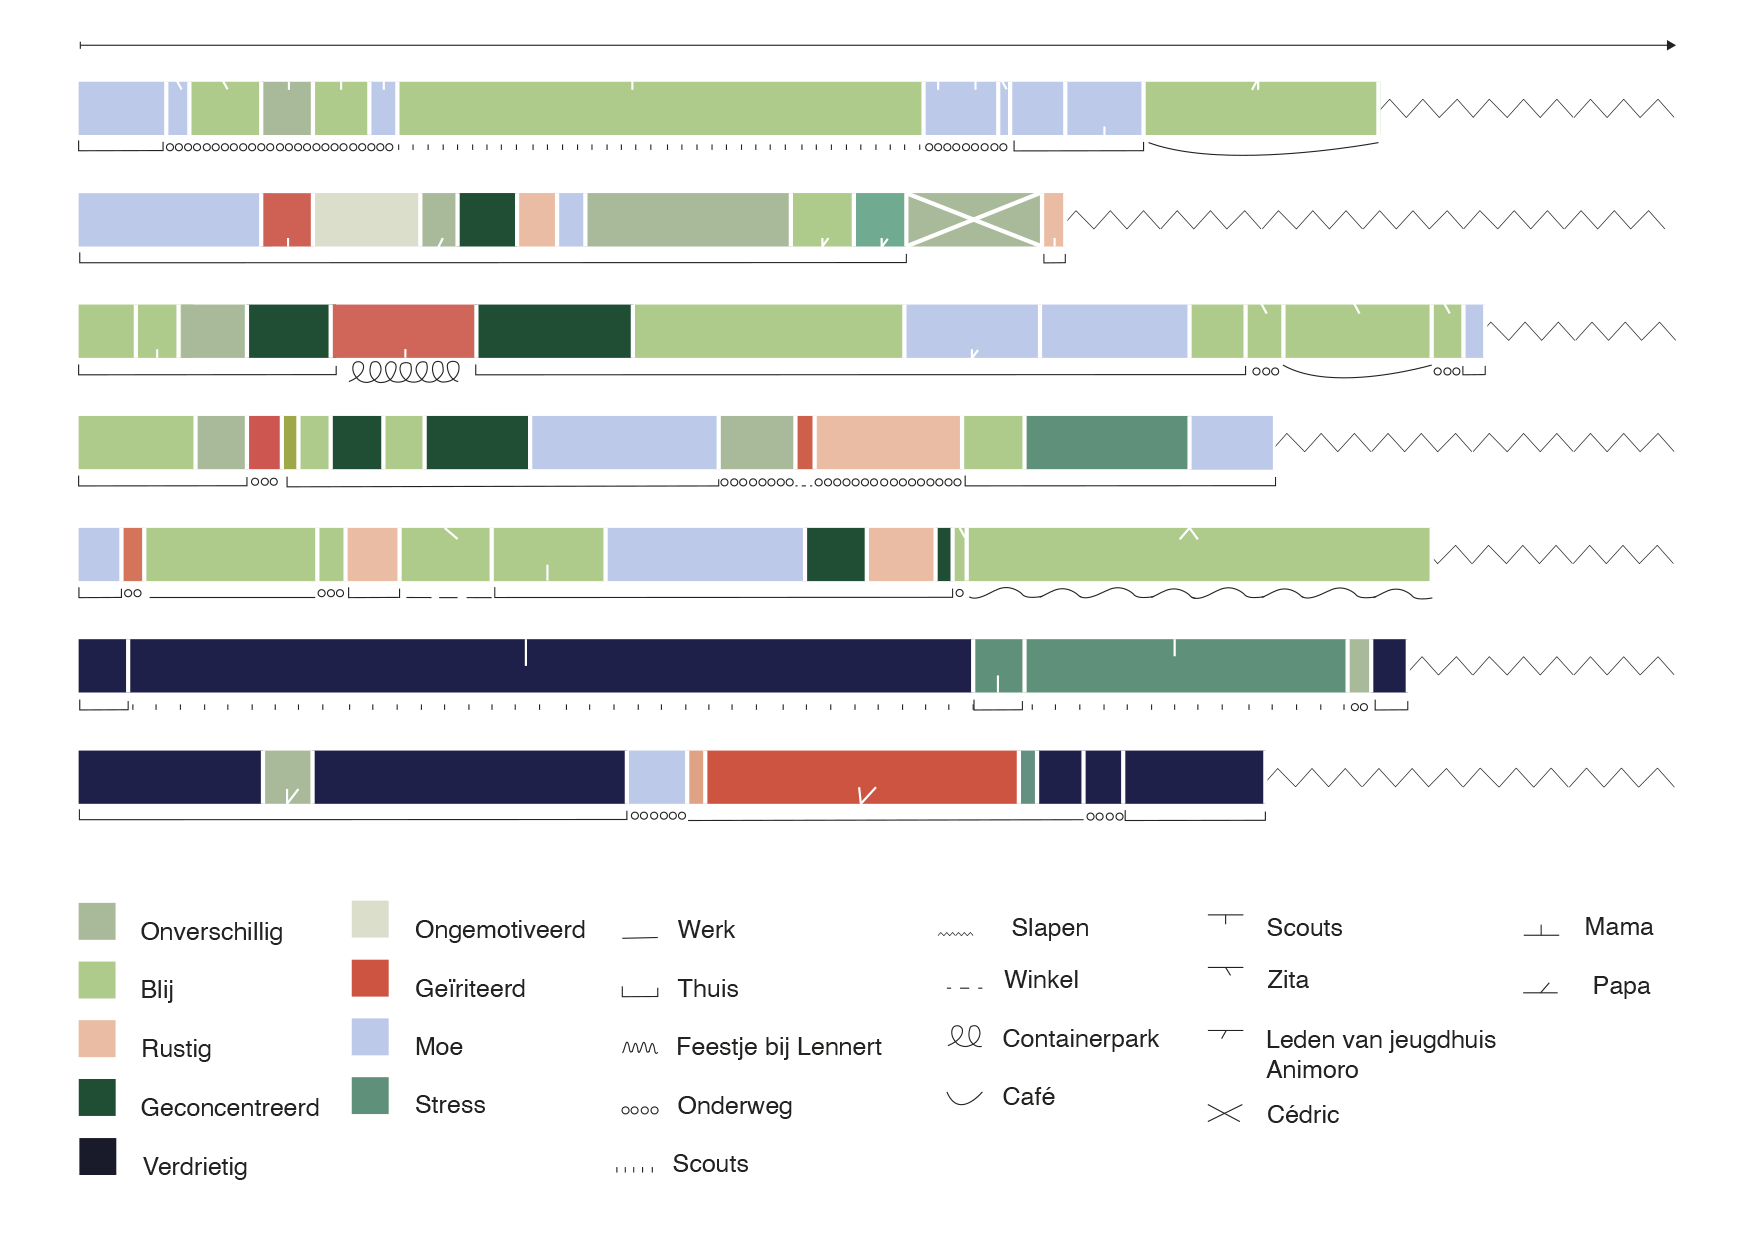 Onverschillig
Blij
Rustig
Geconcentreerd
Verdrietig
Ongemotiveerd
Geïriteerd
Moe
Stress
Werk
Thuis
Feestje bij Lennert
Onderweg
Scouts
Slapen
Winkel
Containerpark
Café
Scouts
Zita
Leden van jeugdhuis
Animoro
Cédric
Mama
Papa